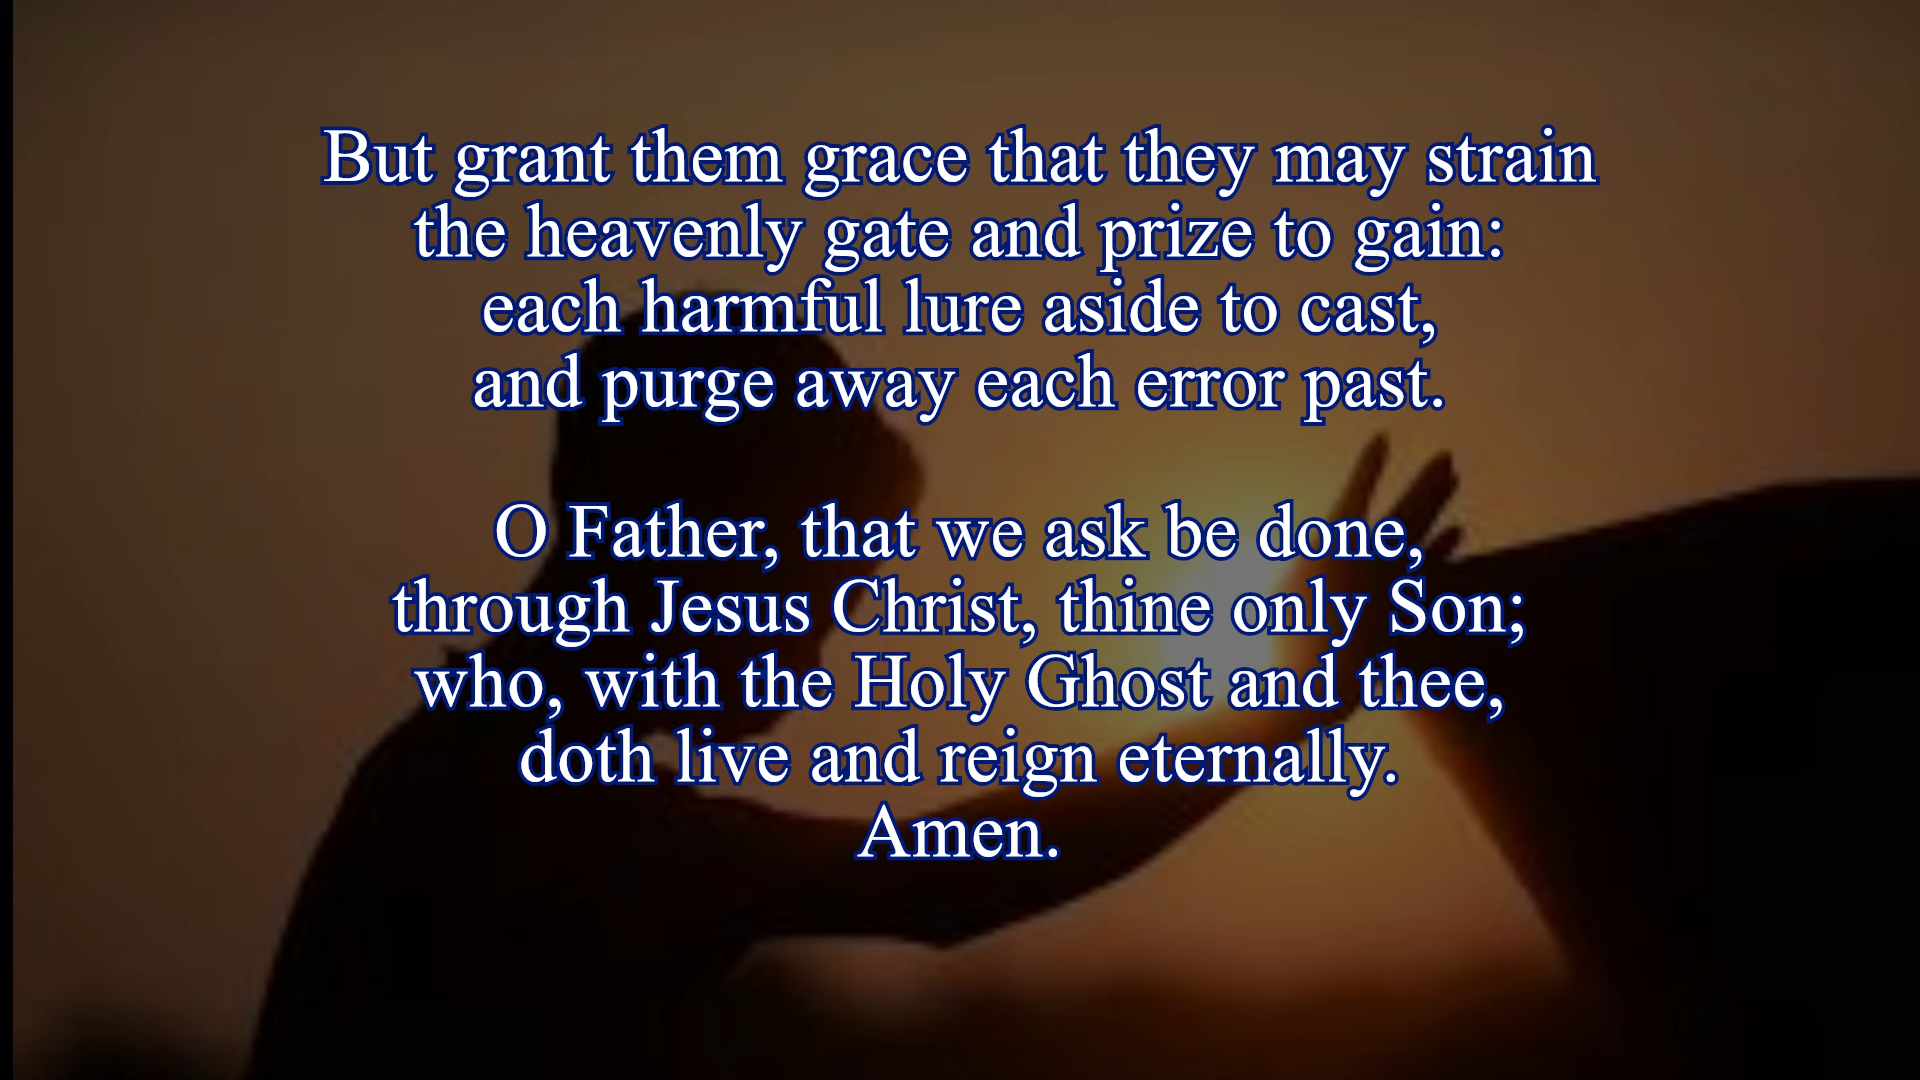 But grant them grace that they may strain
the heavenly gate and prize to gain:
each harmful lure aside to cast,
and purge away each error past.
O Father, that we ask be done,
through Jesus Christ, thine only Son;
who, with the Holy Ghost and thee,
doth live and reign eternally.
Amen.